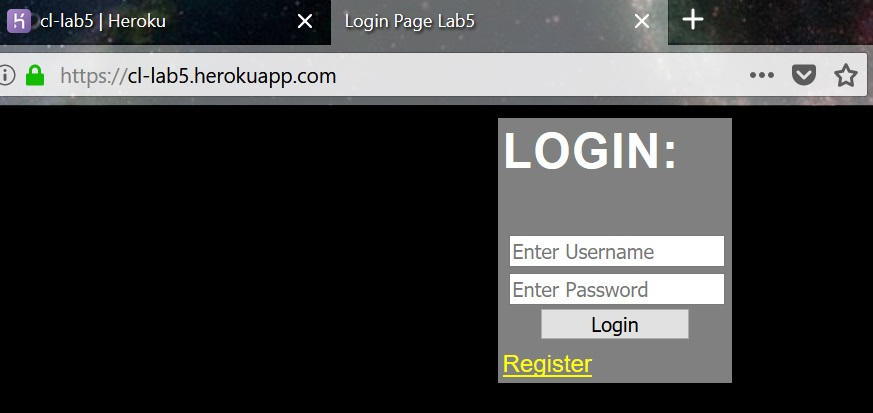 cl-lab5 | Heroku
Login Page Lab5
https://cl-lab5.herokuapp.com
LOGIN:
Enter Username
Enter Password
Login
Register